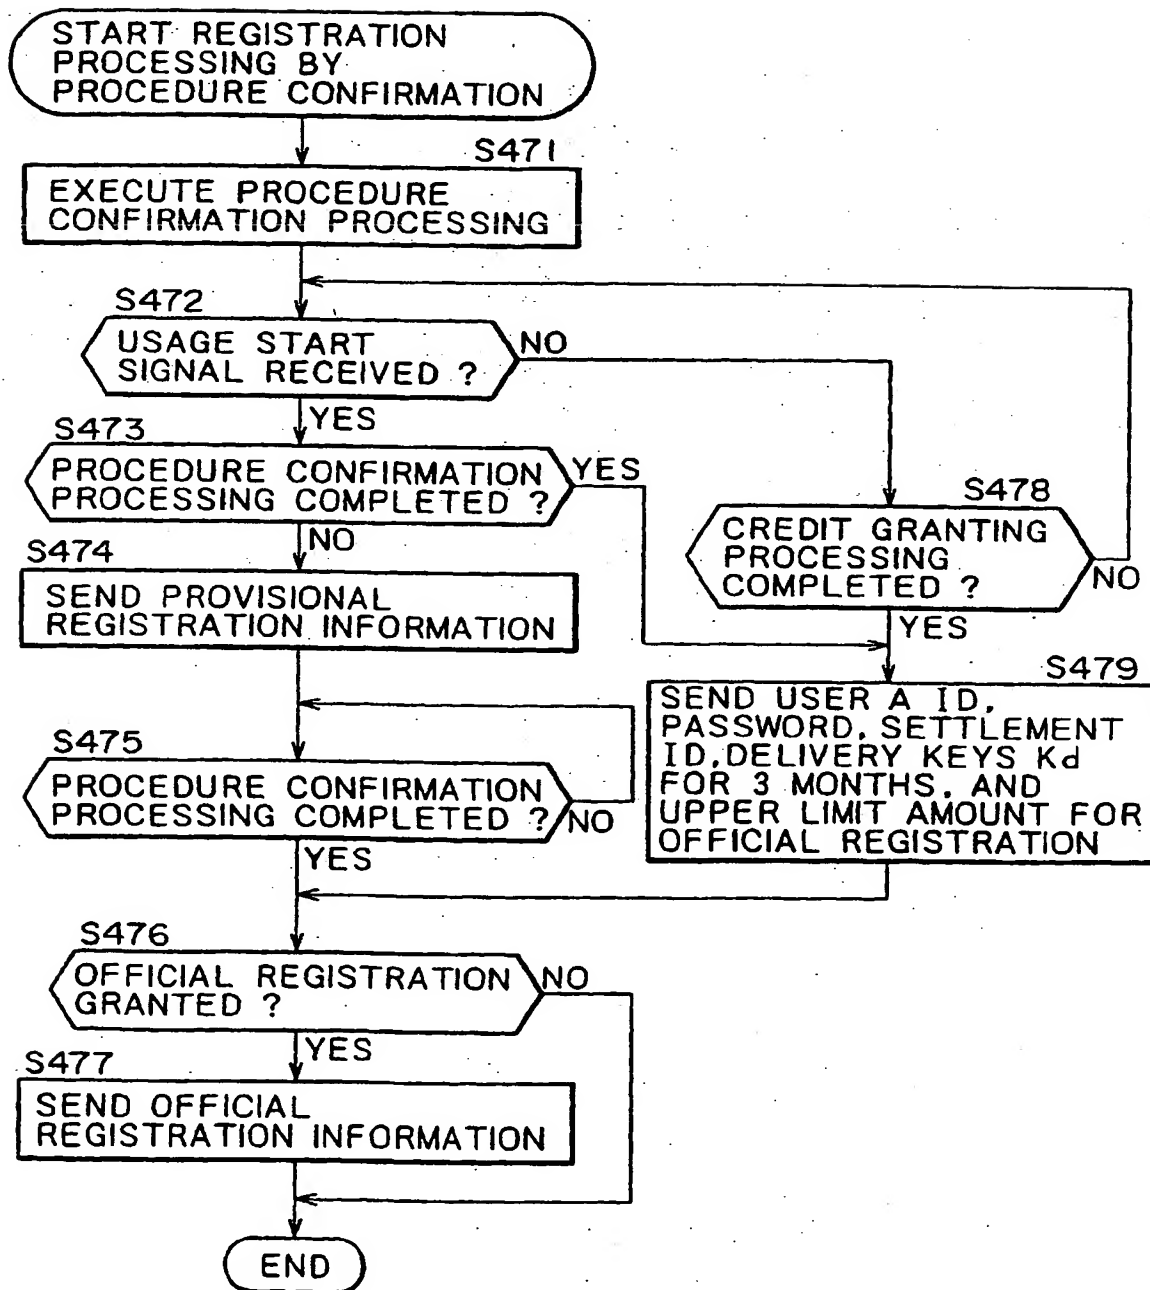 START REGISTRATION
PROCESSING BY
PROCEDURE CONFIRMATION
S471
EXECUTE PROCEDURE
CONFIRMATION PROCESSING
S472
USAGE START
SIGNAL RECEIVED ?
NO
YES
S473
PROCEDURE CONFIRMATION
PROCESSING COMPLETED ?
YES
NO
S478
CREDIT GRANTING
PROCESSING
COMPLETED ?
NO
YES
S474
SEND PROVISIONAL
REGISTRATION INFORMATION
S479
SEND USER A ID,
PASSWORD, SETTLEMENT
ID, DELIVERY KEYS Kd
FOR 3 MONTHS, AND
UPPER LIMIT AMOUNT FOR
OFFICIAL REGISTRATION
S475
PROCEDURE CONFIRMATION
PROCESSING COMPLETED ?
NO
YES
S476
OFFICIAL REGISTRATION
GRANTED ?
NO
YES
S477
SEND OFFICIAL
REGISTRATION INFORMATION
END